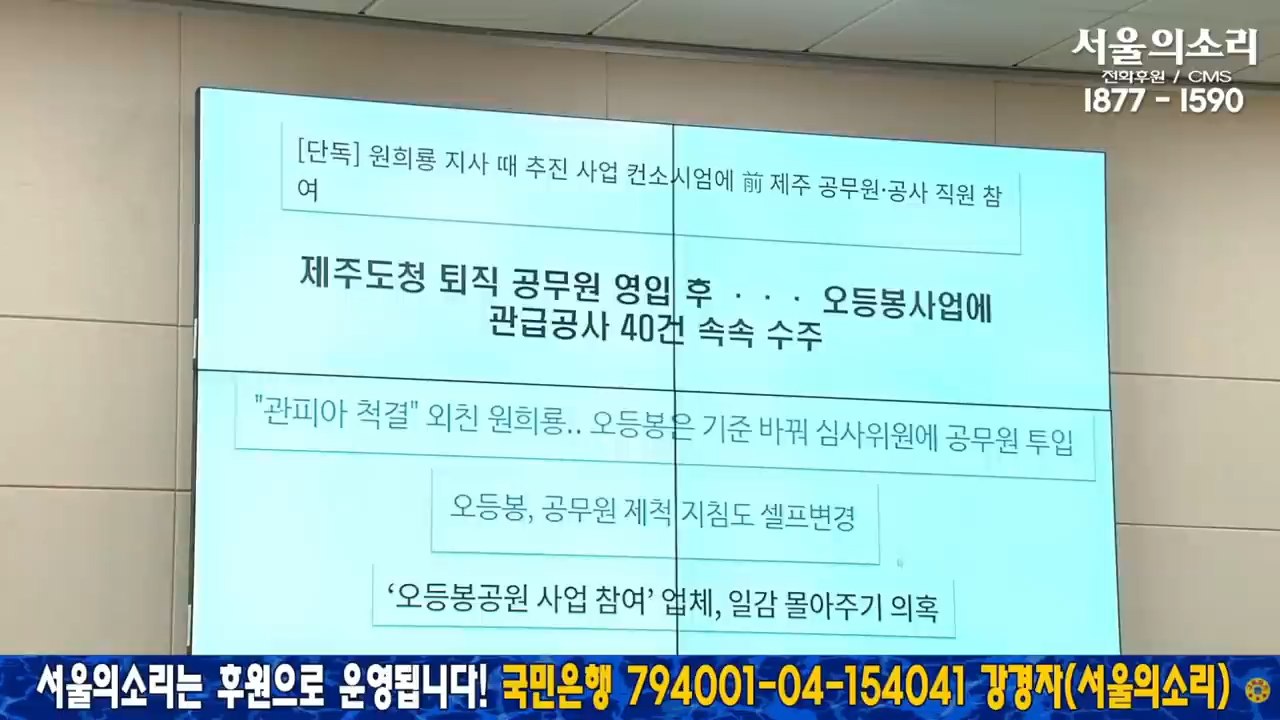 서울의소리
전화후원 / CMS
1877 - 1590
[단독] 원희룡 지사 때 추진 사업 컨소시엄에 前 제주 공무원·공사 직원 참
여
제주도청 퇴직 공무원 영입 후 · · · 오등봉사업에
관급공사 40건 속속 수주
"관피아 척결" 외친 원희룡.. 오등봉은 기준 바꿔 심사위원에 공무원 투입
오등봉, 공무원 제척 지침도 셀프변경
‘오등봉공원 사업 참여’ 업체, 일감 몰아주기 의혹
서울의소리는 후원으로 운영됩니다! 국민은행 794001-04-154041 강경자(서울의소리)